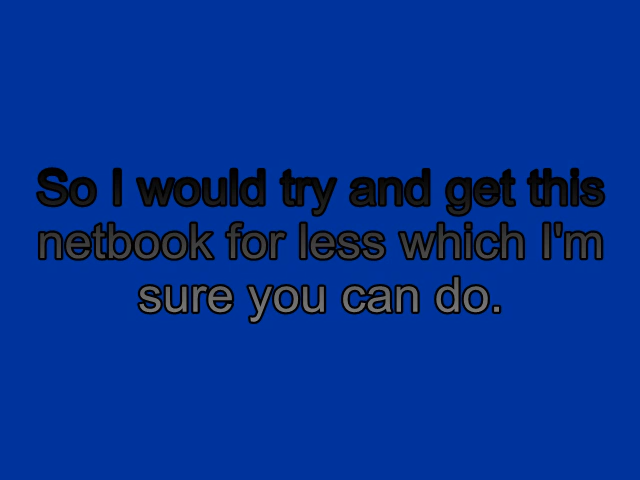 So I would try and get this
netbook for less which I'm
sure you can do.